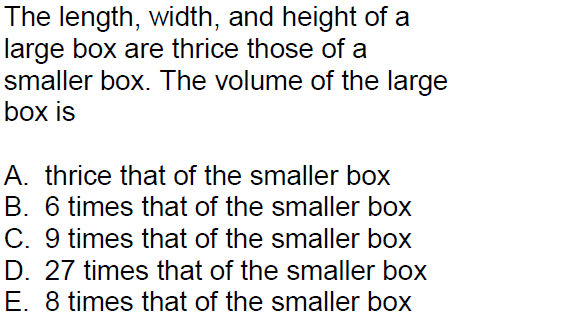 The length, width, and height of a
large box are thrice those of a
smaller box. The volume of the large
box is
A. thrice that of the smaller box
B. 6 times that of the smaller box
C. 9 times that of the smaller box
D. 27 times that of the smaller box
E. 8 times that of the smaller box